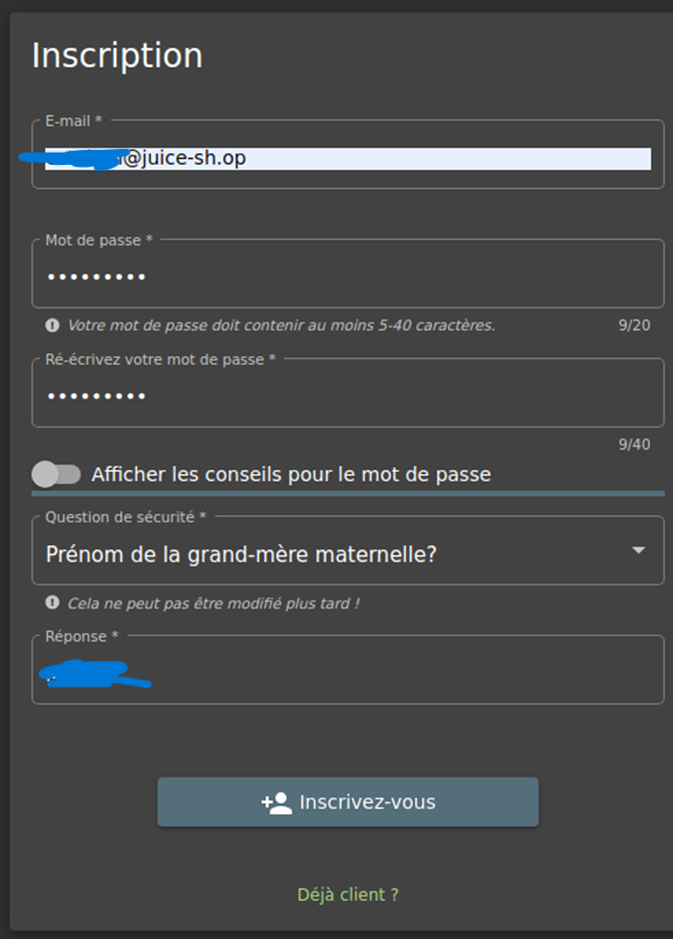 Inscription
E-mail *
@juice-sh.op
Mot de passe *
•••••••••
Votre mot de passe doit contenir au moins 5-40 caractères.
9/20
Ré-écrivez votre mot de passe *
•••••••••
9/40
Afficher les conseils pour le mot de passe
Question de sécurité *
Prénom de la grand-mère maternelle?
Cela ne peut pas être modifié plus tard !
Réponse *
Inscrivez-vous
Déjà client ?